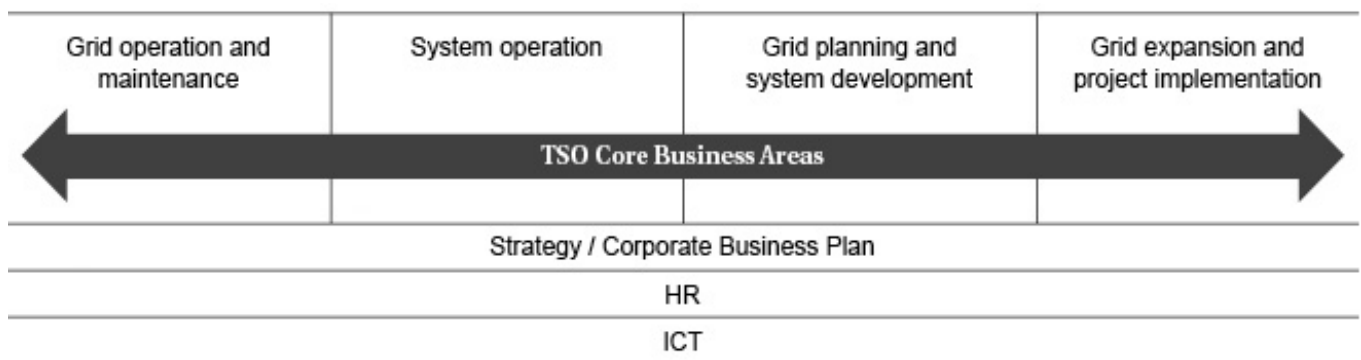 Grid operation and
maintenance
System operation
Grid planning and
system development
Grid expansion and
project implementation
TSO Core Business Areas
Strategy / Corporate Business Plan
HR
ICT